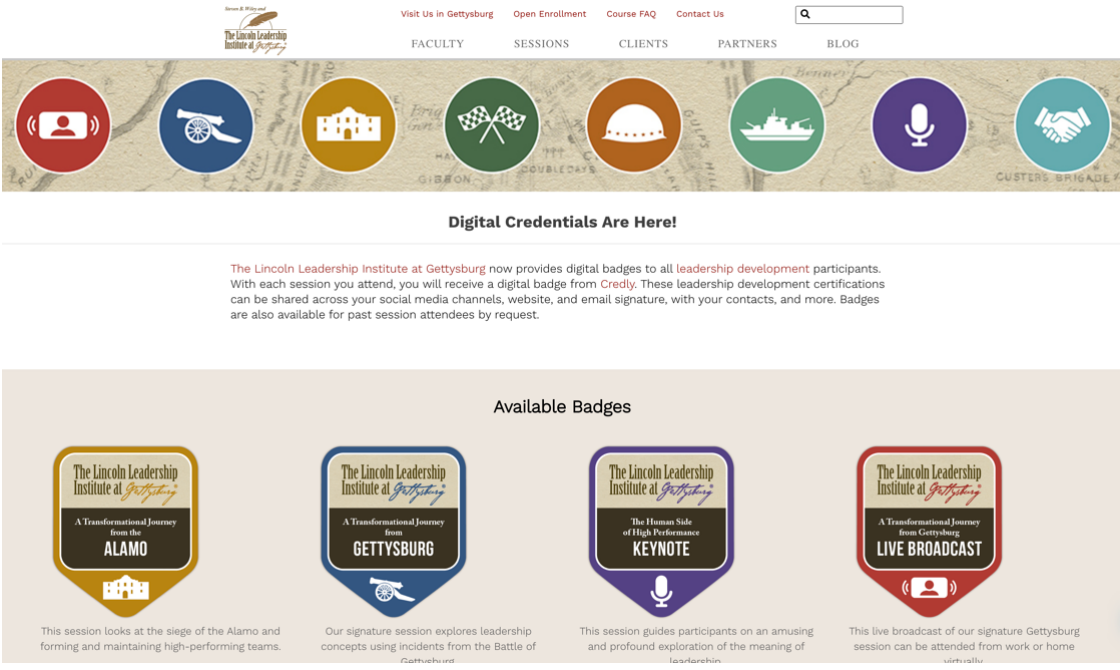 Steven B. Wiley and
The Lincoln Leadership
Institute at Gettysburg
Visit Us in Gettysburg Open Enrollment Course FAQ Contact Us
FACULTY SESSIONS CLIENTS PARTNERS BLOG
Benner
GIBBON
DOUBLEDAYS
CUSTERS BRIGADE
Digital Credentials Are Here!
The Lincoln Leadership Institute at Gettysburg now provides digital badges to all leadership development participants.
With each session you attend, you will receive a digital badge from Credly. These leadership development certifications
can be shared across your social media channels, website, and email signature, with your contacts, and more. Badges
are also available for past session attendees by request.
Available Badges
The Lincoln Leadership
Institute at Gettysburg®
A Transformational Journey
from the
ALAMO
This session looks at the siege of the Alamo and
forming and maintaining high-performing teams.
The Lincoln Leadership
Institute at Gettysburg®
A Transformational Journey
from
GETTYSBURG
Our signature session explores leadership
concepts using incidents from the Battle of
Gettysburg
The Lincoln Leadership
Institute at Gettysburg®
The Human Side
of High Performance
KEYNOTE
This session guides participants on an amusing
and profound exploration of the meaning of
leadership
The Lincoln Leadership
Institute at Gettysburg®
A Transformational Journey
from Gettysburg
LIVE BROADCAST
This live broadcast of our signature Gettysburg
session can be attended from work or home
virtually